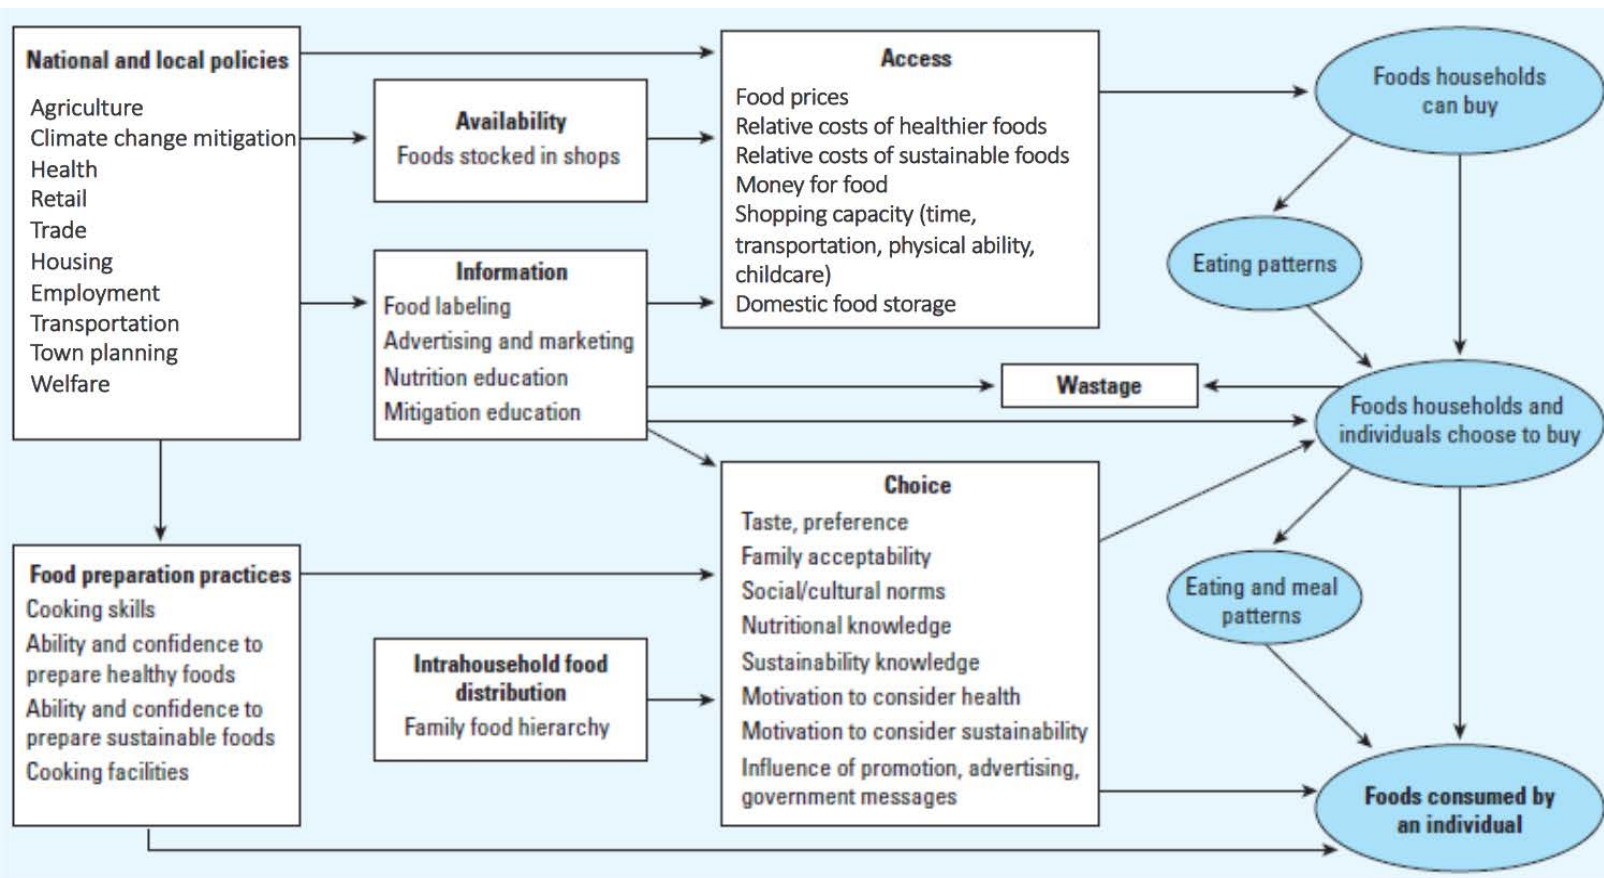 National and local policies
Agriculture
Climate change mitigation
Health
Retail
Trade
Housing
Employment
Transportation
Town planning
Welfare
Availability
Foods stocked in shops
Information
Food labeling
Advertising and marketing
Nutrition education
Mitigation education
Access
Food prices
Relative costs of healthier foods
Relative costs of sustainable foods
Money for food
Shopping capacity (time,
transportation, physical ability,
childcare)
Domestic food storage
Foods households
can buy
Eating patterns
Wastage
Foods households and
individuals choose to buy
Food preparation practices
Cooking skills
Ability and confidence to
prepare healthy foods
Ability and confidence to
prepare sustainable foods
Cooking facilities
Intrahousehold food
distribution
Family food hierarchy
Choice
Taste, preference
Family acceptability
Social/cultural norms
Nutritional knowledge
Sustainability knowledge
Motivation to consider health
Motivation to consider sustainability
Influence of promotion, advertising,
government messages
Eating and meal
patterns
Foods consumed by
an individual